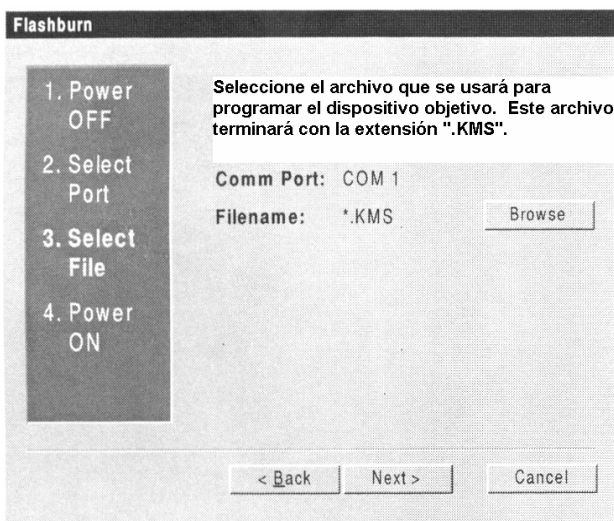 Flashburn
1. Power
OFF
2. Select
Port
3. Select
File
4. Power
ON
Seleccione el archivo que se usará para
programar el dispositivo objetivo. Este archivo
terminará con la extensión ".KMS".
Comm Port: COM 1
Filename: *.KMS Browse
< Back Next > Cancel